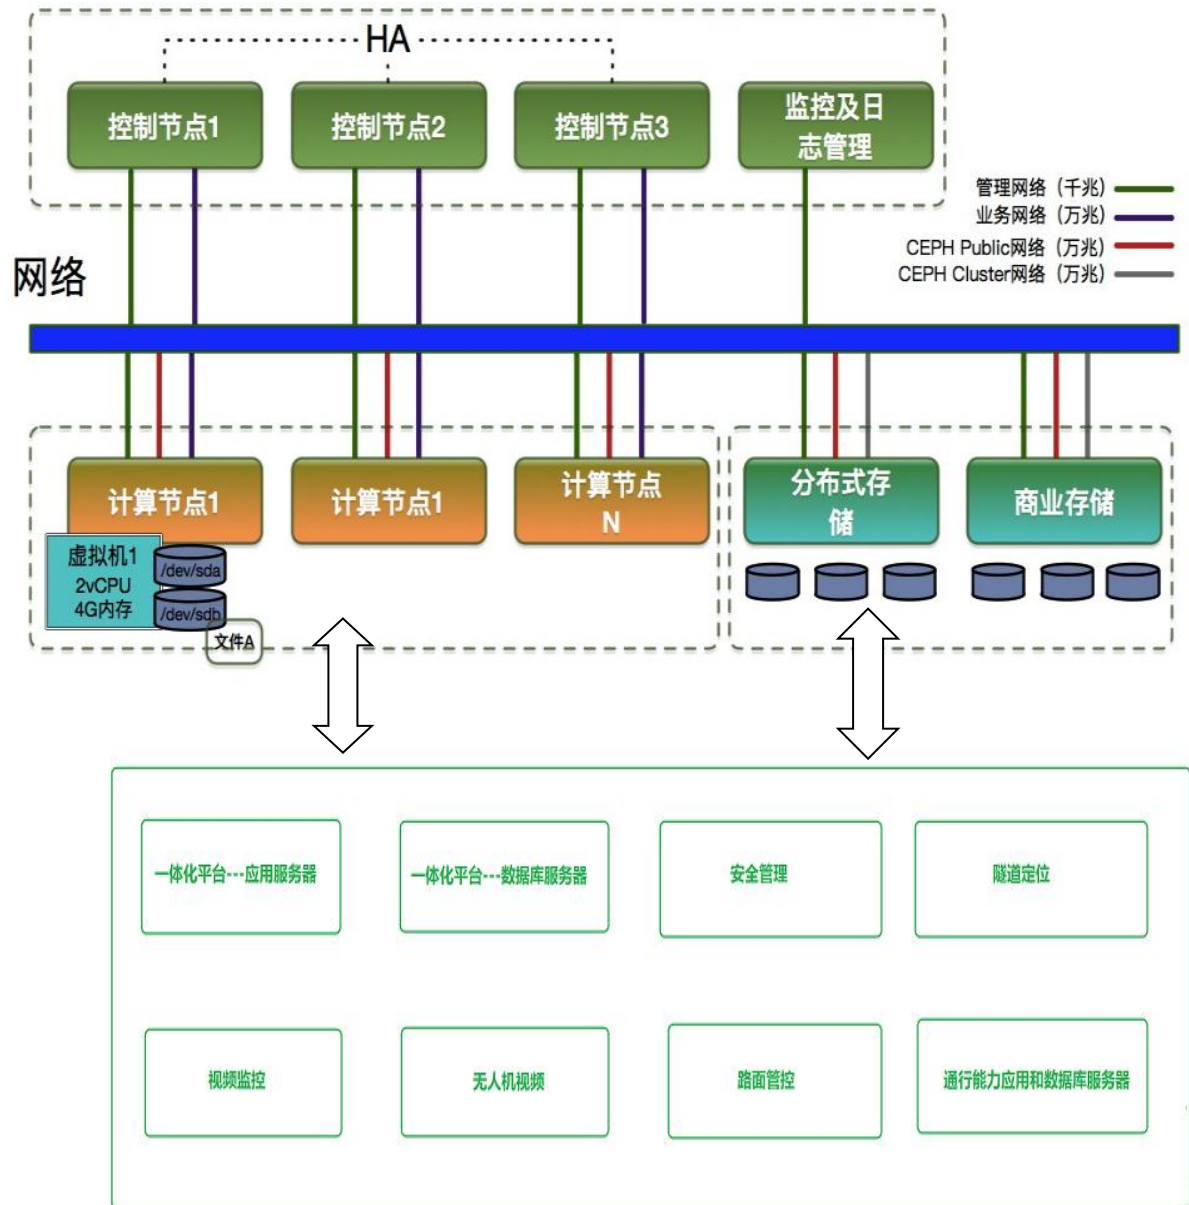 HA
控制节点1
控制节点2
控制节点3
监控及日
志管理
管理网络（千兆）
业务网络（万兆）
CEPH Public网络（万兆）
CEPH Cluster网络（万兆）
网络
计算节点1
计算节点1
计算节点
N
分布式存
储
商业存储
虚拟机1
2vCPU
4G内存
/dev/sda
/dev/sdb
文件A
一体化平台---应用服务器
一体化平台---数据库服务器
安全管理
隧道定位
视频监控
无人机视频
路面管控
通行能力应用和数据库服务器